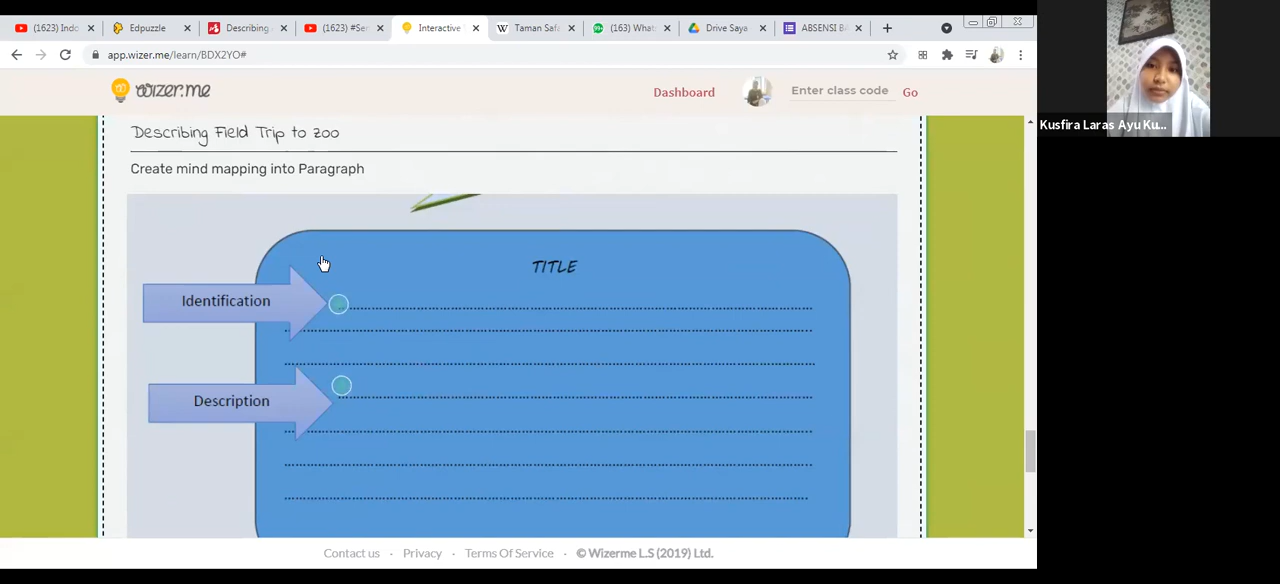 (1623) Indo
Edpuzzle
Describing
(1623) #Ser
Interactive
Taman Safa
(163) Whats
Drive Saya
ABSENSI BA
app.wizer.me/learn/BDX2YO#
wizer.me
Dashboard
Enter class code
Go
Kusfira Laras Ayu Ku...
Describing Field Trip to zoo
Create mind mapping into Paragraph
TITLE
Identification
Description
Contact us · Privacy · Terms Of Service · © Wizerme L.S (2019) Ltd.